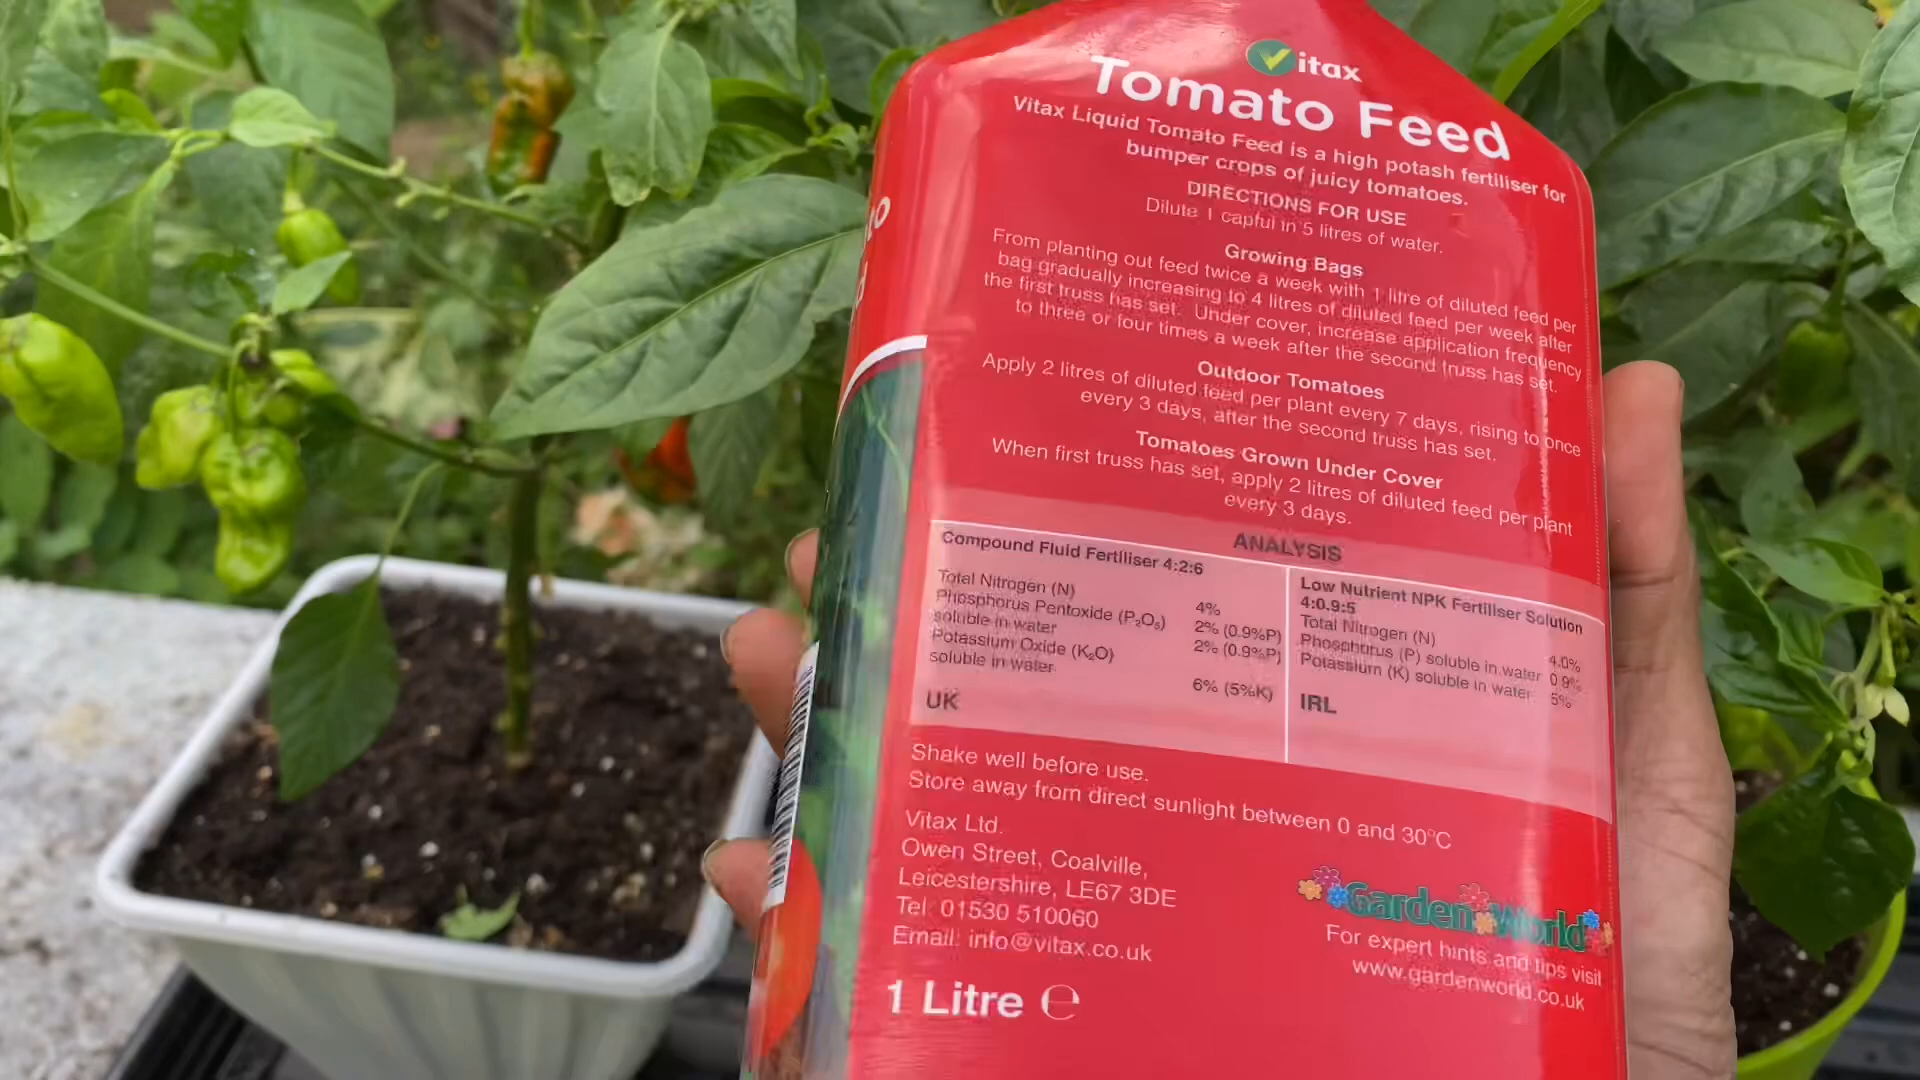 Vitax
Tomato Feed
Vitax Liquid Tomato Feed is a high potash fertiliser for
bumper crops of juicy tomatoes.
DIRECTIONS FOR USE
Dilute 1 capful in 5 litres of water.
Growing Bags
From planting out feed twice a week with 1 litre of diluted feed per
bag gradually increasing to 4 litres of diluted feed per week after
the first truss has set. Under cover, increase application frequency
to three or four times a week after the second truss has set.
Outdoor Tomatoes
Apply 2 litres of diluted feed per plant every 7 days, rising to once
every 3 days, after the second truss has set.
Tomatoes Grown Under Cover
When first truss has set, apply 2 litres of diluted feed per plant
every 3 days.
ANALYSIS
Compound Fluid Fertiliser 4:2:6
Total Nitrogen (N) 4%
Phosphorus Pentoxide (P₂O₅) 2% (0.9%P)
soluble in water 2% (0.9%P)
Potassium Oxide (K₂O)
soluble in water 6% (5%K)
UK
Low Nutrient NPK Fertiliser Solution
4:0.9:5
Total Nitrogen (N) 4.0%
Phosphorus (P) soluble in water 0.9%
Potassium (K) soluble in water 5%
IRL
Shake well before use.
Store away from direct sunlight between 0 and 30°C
Vitax Ltd.
Owen Street, Coalville,
Leicestershire, LE67 3DE
Tel: 01530 510060
Email: info@vitax.co.uk
1 Litre ℮
Garden World
For expert hints and tips visit
www.gardenworld.co.uk